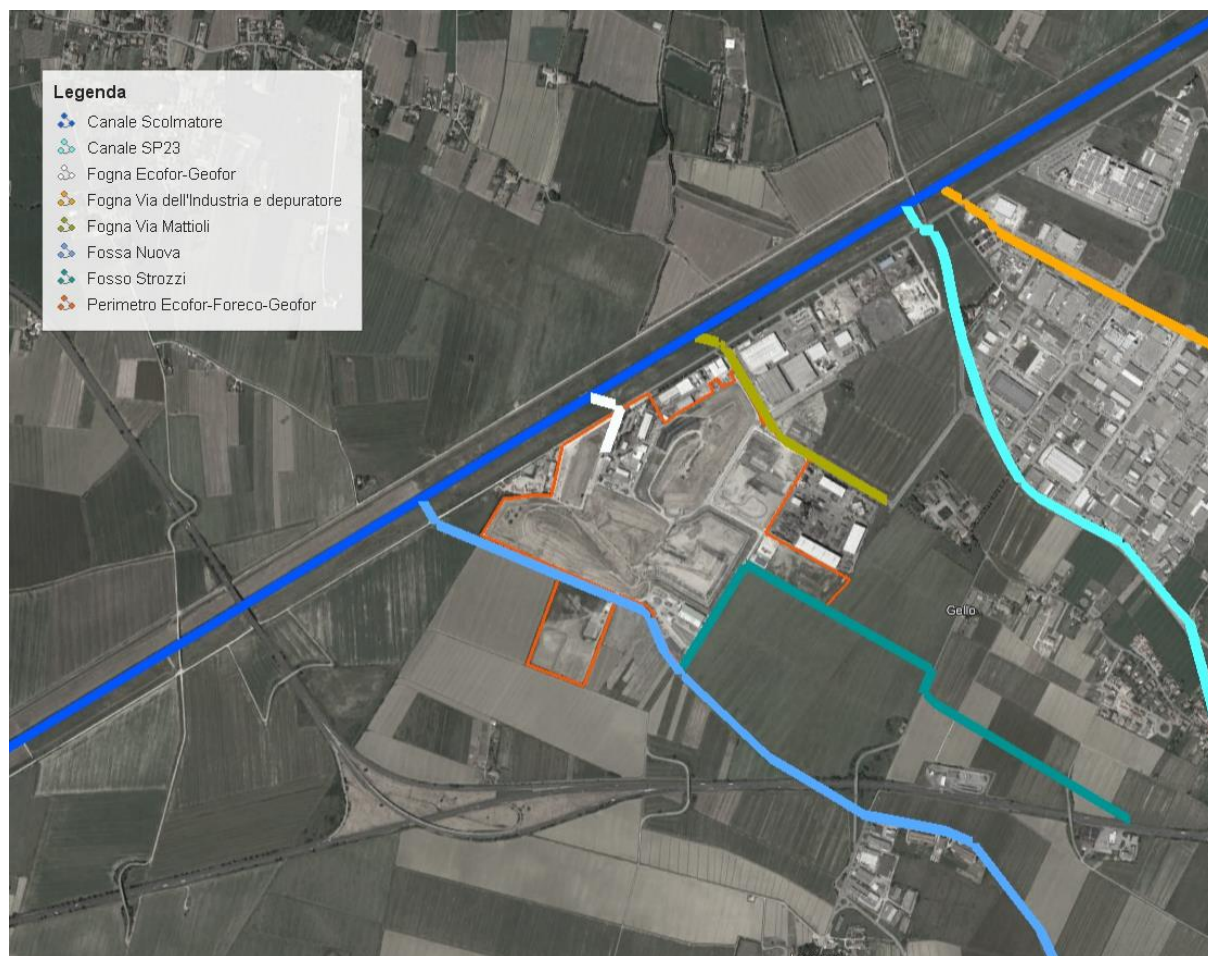 Legenda
Canale Scolmatore
Canale SP23
Fogna Ecofor-Geofor
Fogna Via dell'Industria e depuratore
Fogna Via Mattioli
Fossa Nuova
Fosso Strozzi
Perimetro Ecofor-Foreco-Geofor
Gello